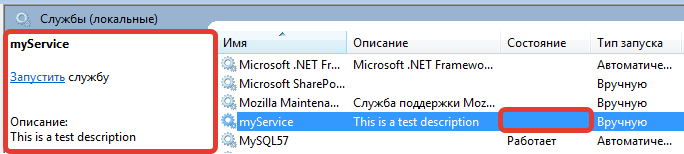 Службы (локальные)
myService
Запустить службу
Описание:
This is a test description
Имя Описание Состояние Тип запуска
Microsoft .NET Fr... Microsoft .NET Framewo... Автоматиче...
Microsoft SharePo... Вручную
Mozilla Maintena... Служба поддержки Moz... Вручную
myService This is a test description Вручную
MySQL57 Работает Автоматиче...